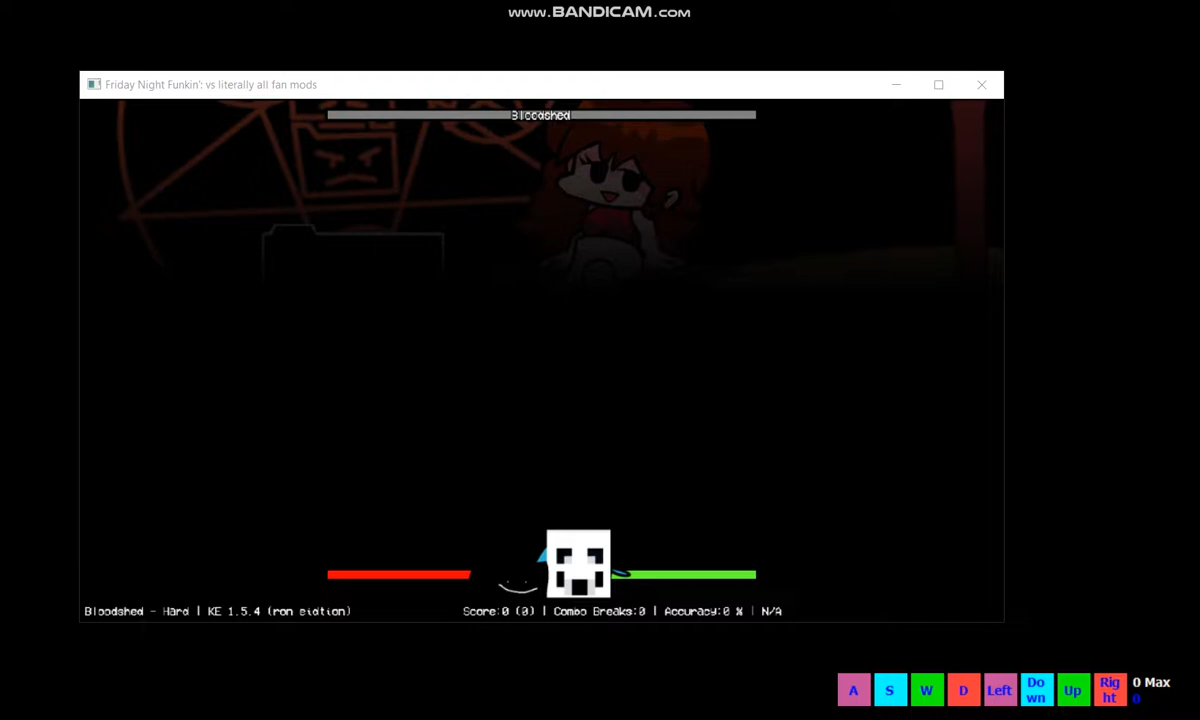 www.BANDICAM.com
Friday Night Funkin': vs literally all fan mods
Bloodshed
Bloodshed - Hard | KE 1.5.4 (ron eidtion)
Score:0 (0) | Combo Breaks:0 | Accuracy:0 % | N/A
A S W D Left Do wn Up Rig ht 0 Max
0